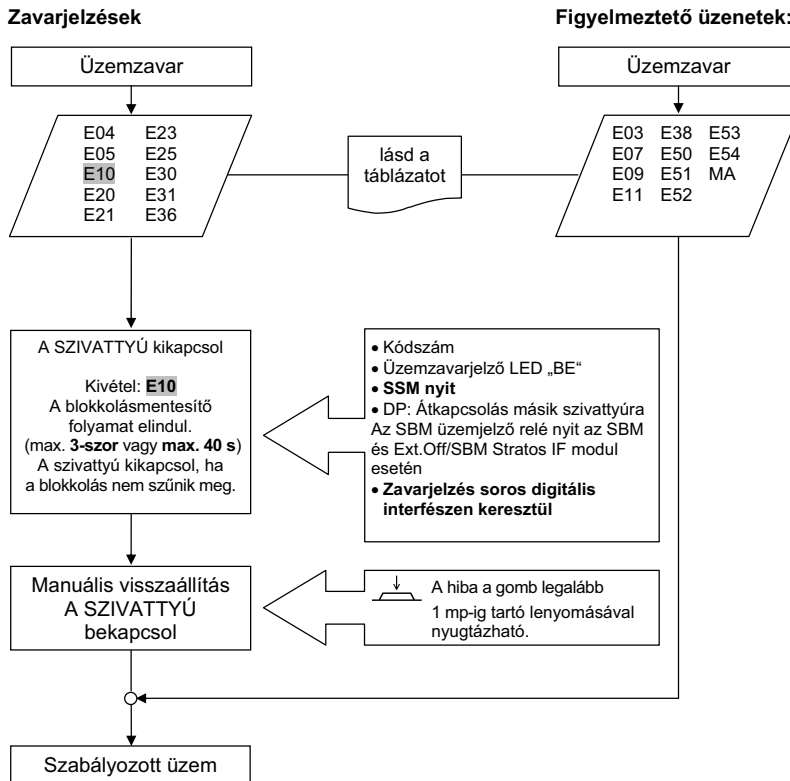 Zavarjelzések
Figyelmeztető üzenetek:
Üzemzavar
Üzemzavar
E04 E23
E05 E25
E10 E30
E20 E31
E21 E36
lásd a
táblázatot
E03 E38 E53
E07 E50 E54
E09 E51 MA
E11 E52
A SZIVATTYÚ kikapcsol
Kivétel: E10
A blokkolásmentesítő
folyamat elindul.
(max. 3-szor vagy max. 40 s)
A szivattyú kikapcsol, ha
a blokkolás nem szűnik meg.
• Kódszám
• Üzemzavarjelző LED „BE“
• SSM nyit
• DP: Átkapcsolás másik szivattyúra
Az SBM üzemjelző relé nyit az SBM
és Ext.Off/SBM Stratos IF modul
esetén
• Zavarjelzés soros digitális
interfészen keresztül
Manuális visszaállítás
A SZIVATTYÚ
bekapcsol
A hiba a gomb legalább
1 mp-ig tartó lenyomásával
nyugtázható.
Szabályozott üzem